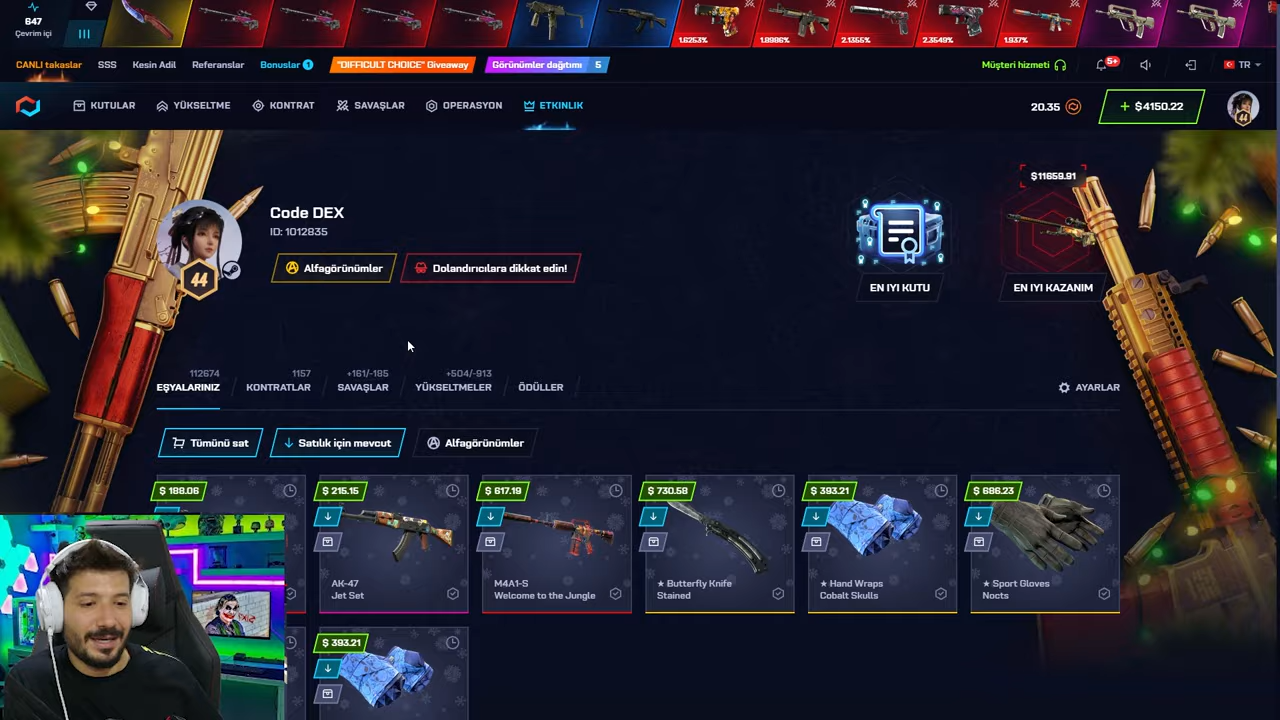 847
Çevrim içi
1.6253%
1.8986%
2.1355%
2.3549%
1.937%
CANLI takaslar
SSS
Kesin Adil
Referanslar
Bonuslar 1
"DIFFICULT CHOICE" Giveaway
Görünümler dağıtımı 5
Müşteri hizmeti
5+
TR
KUTULAR
YÜKSELTME
KONTRAT
SAVAŞLAR
OPERASYON
ETKINLIK
20.35
+ $4150.22
44
$11659.91
Code DEX
ID: 1012835
44
Alfagörünümler
Dolandırıcılara dikkat edin!
EN IYI KUTU
EN IYI KAZANIM
112674
EŞYALARINIZ
1157
KONTRATLAR
+161/-185
SAVAŞLAR
+504/-913
YÜKSELTMELER
ÖDÜLLER
AYARLAR
Tümünü sat
Satılık için mevcut
Alfagörünümler
$ 188.06
$ 215.15
AK-47
Jet Set
$ 617.19
M4A1-S
Welcome to the Jungle
$ 730.58
★ Butterfly Knife
Stained
$ 393.21
★ Hand Wraps
Cobalt Skulls
$ 686.23
★ Sport Gloves
Nocts
$ 393.21